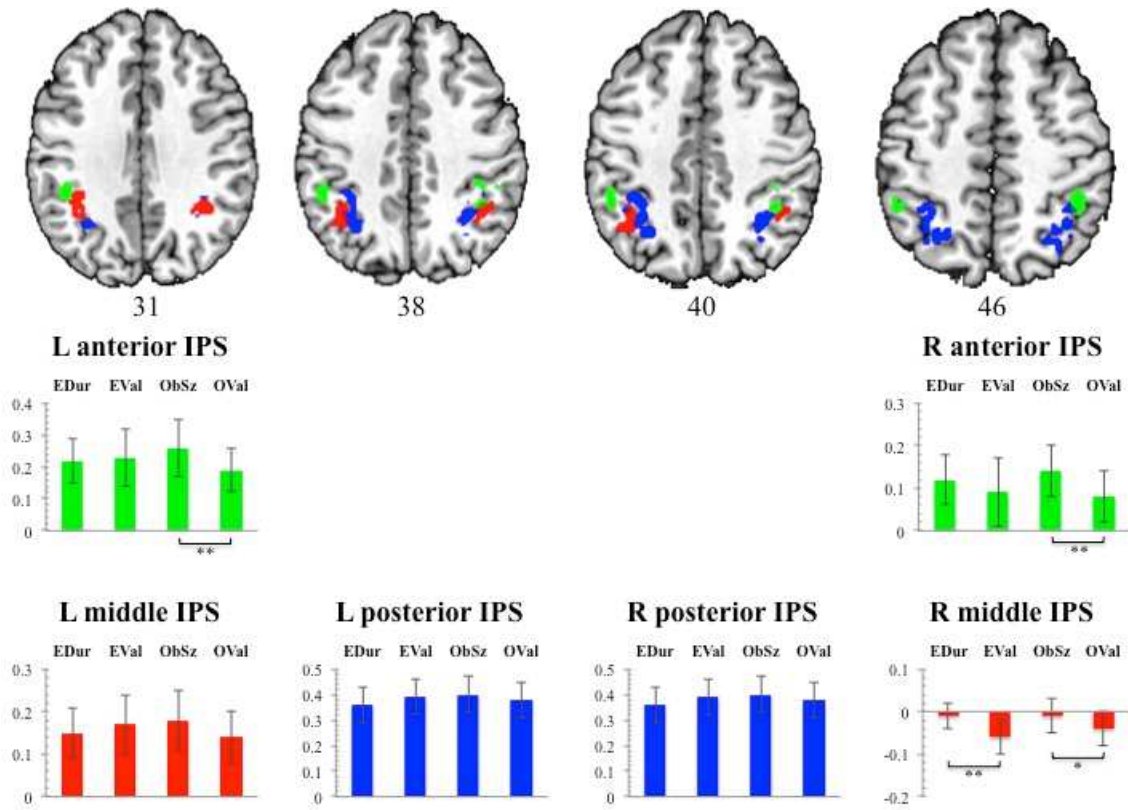 31 38 40 46
L anterior IPS R anterior IPS
EDur EVal ObSz OVal EDur EVal ObSz OVal
0.4 0.3
0.3
0.2 0.2
0.1 0.1
0 0
** **
L middle IPS L posterior IPS R posterior IPS R middle IPS
EDur EVal ObSz OVal EDur EVal ObSz OVal EDur EVal ObSz OVal EDur EVal ObSz OVal
0.3 0.5 0.5 0.1
0.4 0.4
0.2 0.3 0.3 0
0.1 0.2 0.2 -0.1
0.1 0.1
** *
0 0 0 -0.2